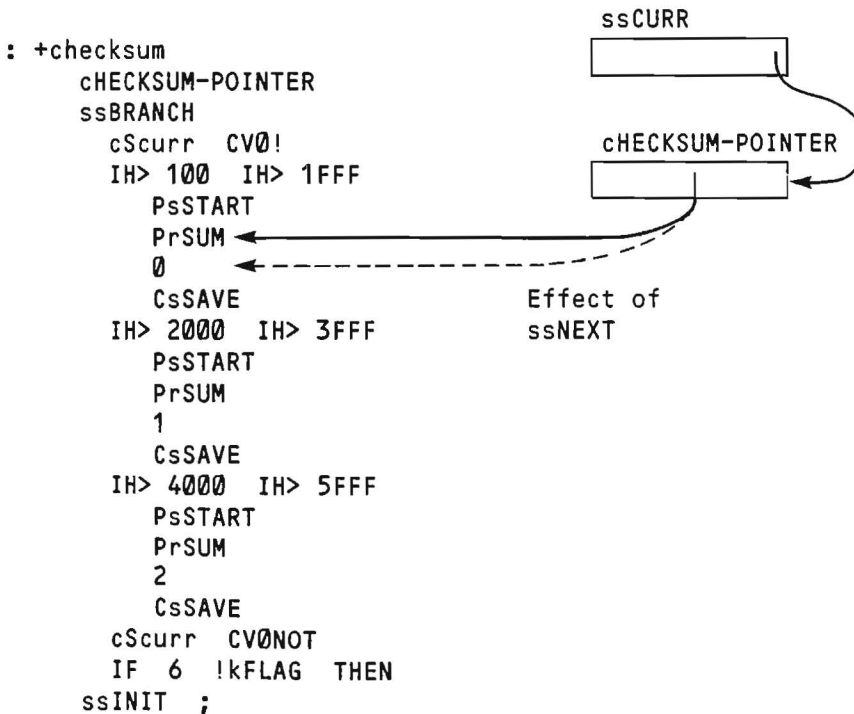 ssCURR
: +checksum
cHECKSUM-POINTER
ssBRANCH
cScurr CV0!
cHECKSUM-POINTER
IH> 100 IH> 1FFF
PsSTART
PrSUM
0
CsSAVE
Effect of
IH> 2000 IH> 3FFF
ssNEXT
PsSTART
PrSUM
1
CsSAVE
IH> 4000 IH> 5FFF
PsSTART
PrSUM
2
CsSAVE
cScurr CV0NOT
IF 6 !kFLAG THEN
ssINIT ;